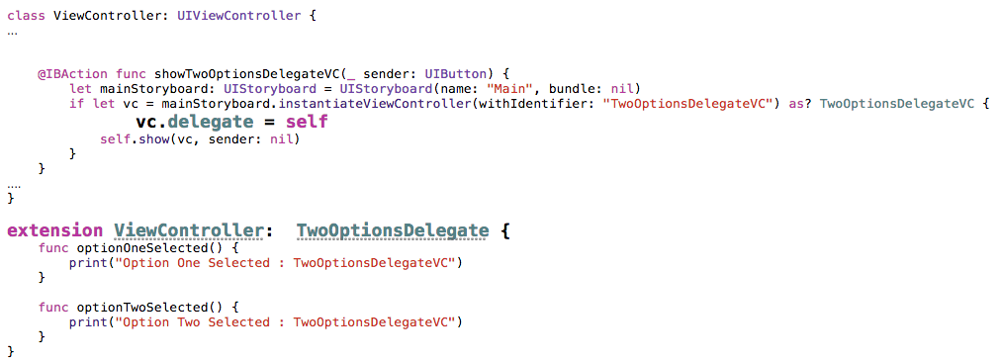 class ViewController: UIViewController {
...
@IBAction func showTwoOptionsDelegateVC(_ sender: UIButton) {
let mainStoryboard: UIStoryboard = UIStoryboard(name: "Main", bundle: nil)
if let vc = mainStoryboard.instantiateViewController(withIdentifier: "TwoOptionsDelegateVC") as? TwoOptionsDelegateVC {
vc.delegate = self
self.show(vc, sender: nil)
}
}
....
}
extension ViewController: TwoOptionsDelegate {
func optionOneSelected() {
print("Option One Selected : TwoOptionsDelegateVC")
}
func optionTwoSelected() {
print("Option Two Selected : TwoOptionsDelegateVC")
}
}